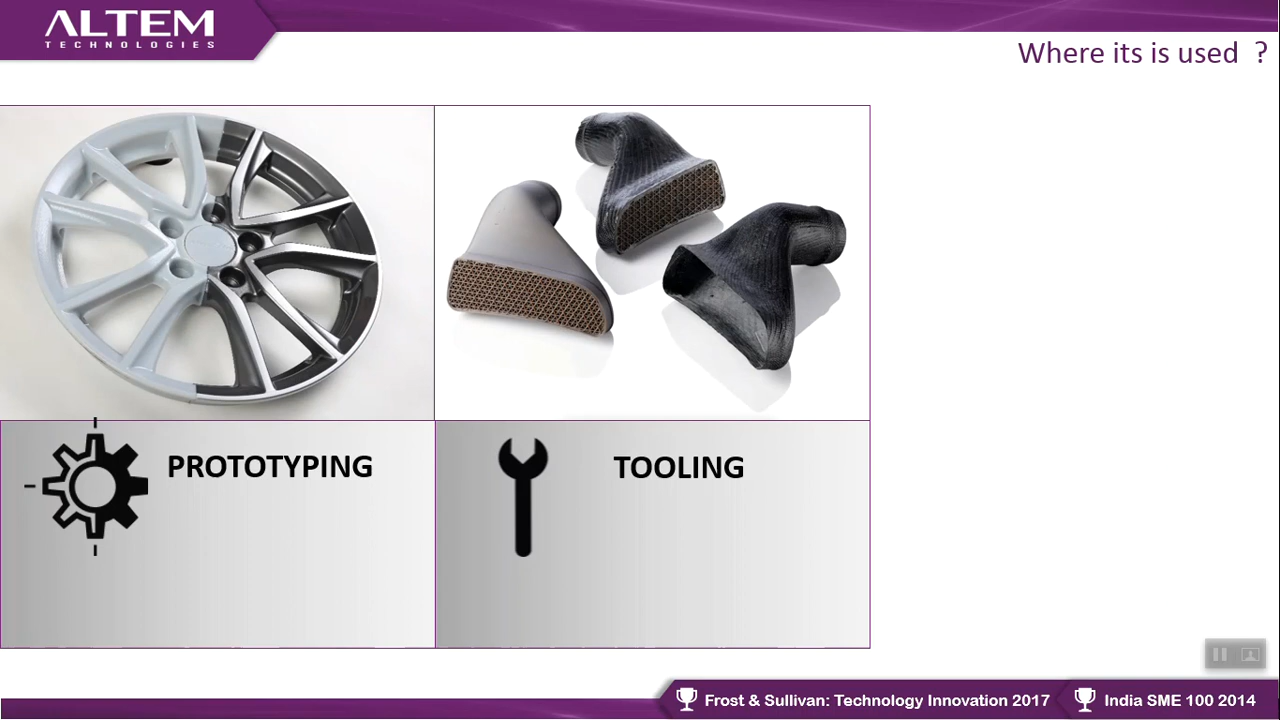 ALTEM
TECHNOLOGIES
Where its is used ?
PROTOTYPING
TOOLING
Frost & Sullivan: Technology Innovation 2017
India SME 100 2014